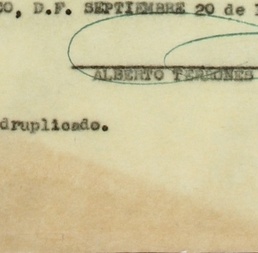 CO, D.F. SEPTIEMBRE 20 de 1
ALBERTO TERRONES
druplicado.